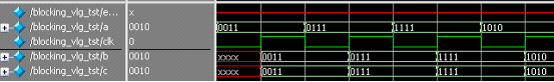 /blocking_vlg_tst/e... x
/blocking_vlg_tst/a 0010 0011 0111 1111 1010
/blocking_vlg_tst/clk 0
/blocking_vlg_tst/b 0010 xxxx 0011 0111 1111 1010
/blocking_vlg_tst/c 0010 xxxx 0011 0111 1111 1010